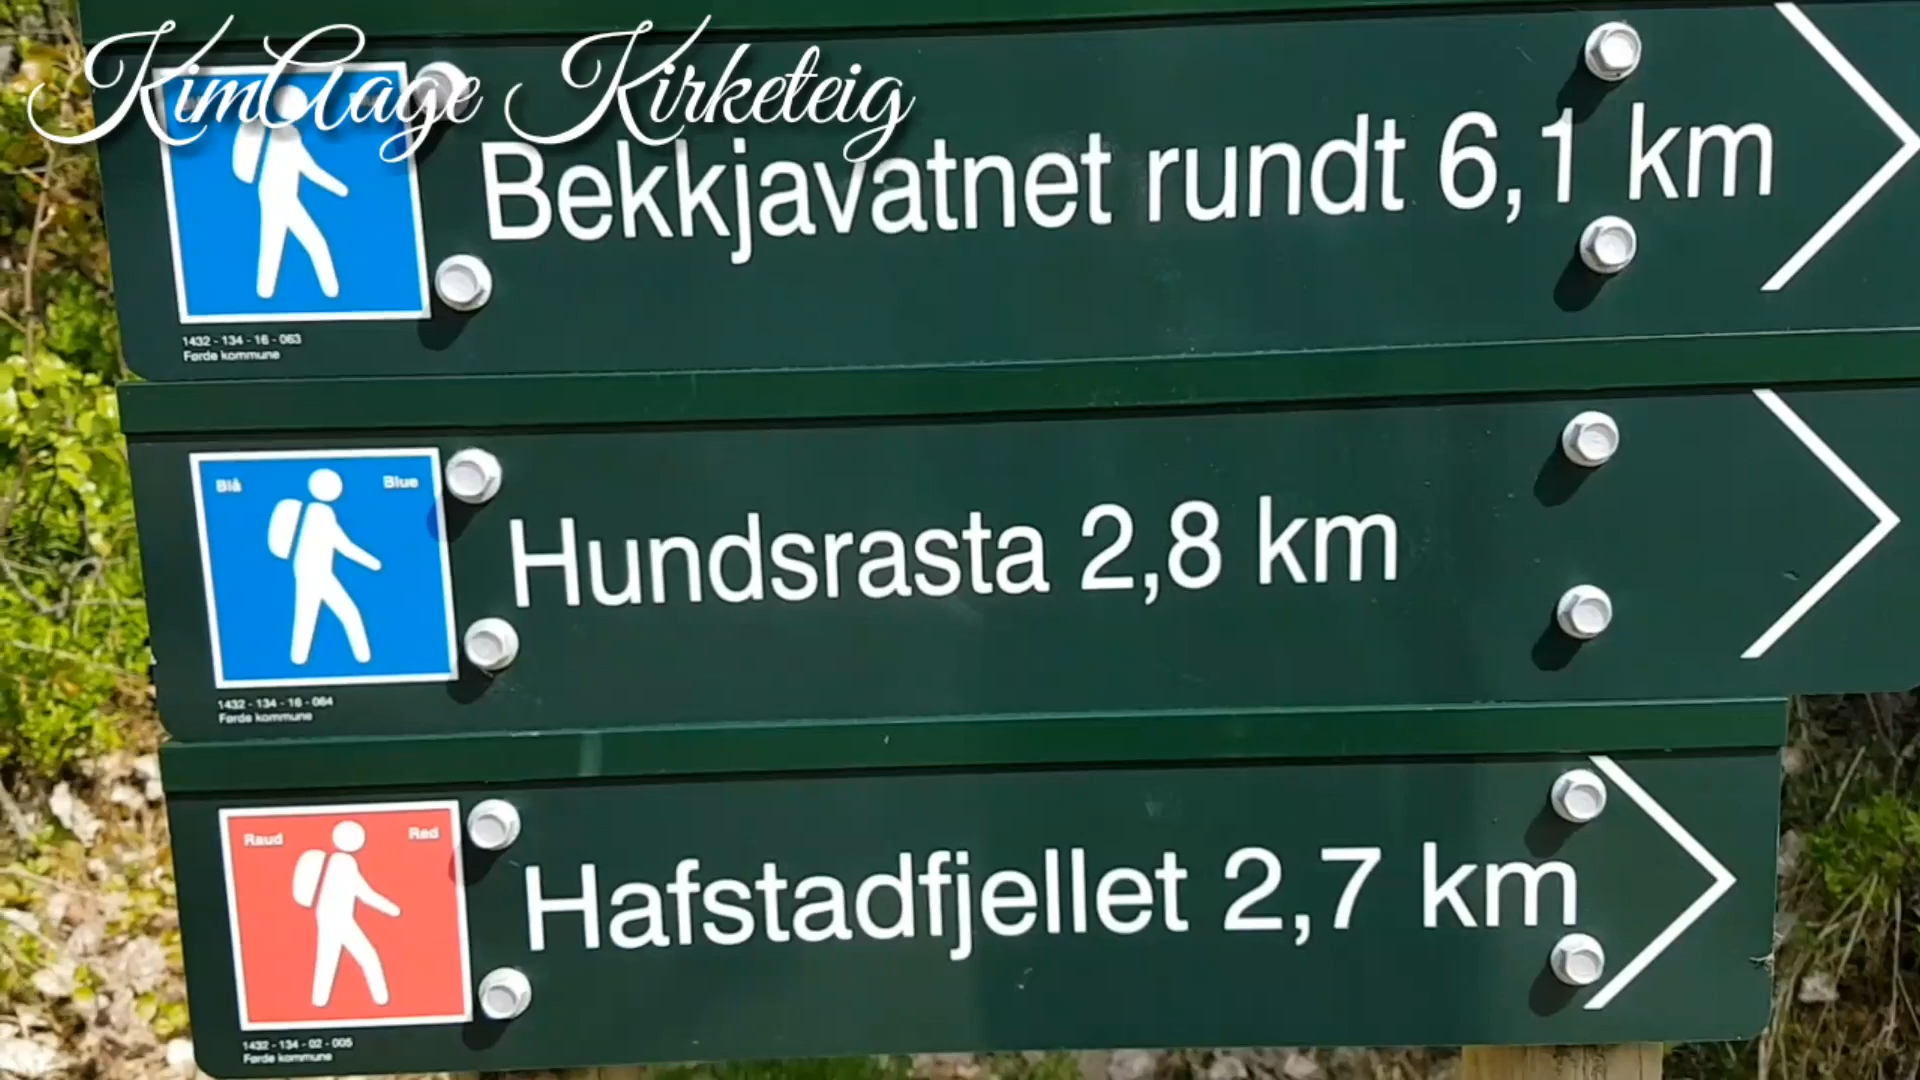 KimAage Kirketeig
Bekkjavatnet rundt 6,1 km
1432 - 134 - 16 - 063
Førde kommune
Blå Blue
Hundsrasta 2,8 km
1432 - 134 - 16 - 064
Førde kommune
Raud Red
Hafstadfjellet 2,7 km
1432 - 134 - 02 - 005
Førde kommune